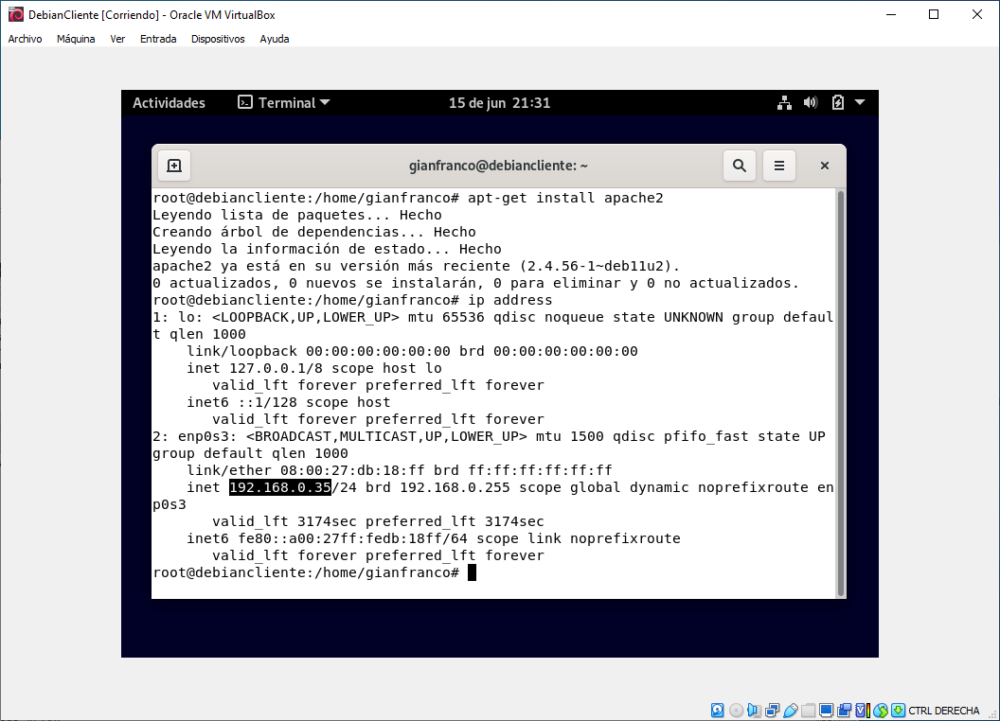 DebianCliente [Corriendo] - Oracle VM VirtualBox
Archivo Máquina Ver Entrada Dispositivos Ayuda
Actividades Terminal 15 de jun 21:31
gianfranco@debiancliente: ~
root@debiancliente:/home/gianfranco# apt-get install apache2
Leyendo lista de paquetes... Hecho
Creando árbol de dependencias... Hecho
Leyendo la información de estado... Hecho
apache2 ya está en su versión más reciente (2.4.56-1~deb11u2).
0 actualizados, 0 nuevos se instalarán, 0 para eliminar y 0 no actualizados.
root@debiancliente:/home/gianfranco# ip address
1: lo: <LOOPBACK,UP,LOWER_UP> mtu 65536 qdisc noqueue state UNKNOWN group defaul
t qlen 1000
    link/loopback 00:00:00:00:00:00 brd 00:00:00:00:00:00
    inet 127.0.0.1/8 scope host lo
       valid_lft forever preferred_lft forever
    inet6 ::1/128 scope host
       valid_lft forever preferred_lft forever
2: enp0s3: <BROADCAST,MULTICAST,UP,LOWER_UP> mtu 1500 qdisc pfifo_fast state UP
group default qlen 1000
    link/ether 08:00:27:db:18:ff brd ff:ff:ff:ff:ff:ff
    inet 192.168.0.35/24 brd 192.168.0.255 scope global dynamic noprefixroute en
p0s3
       valid_lft 3174sec preferred_lft 3174sec
    inet6 fe80::a00:27ff:fedb:18ff/64 scope link noprefixroute
       valid_lft forever preferred_lft forever
root@debiancliente:/home/gianfranco#
CTRL DERECHA